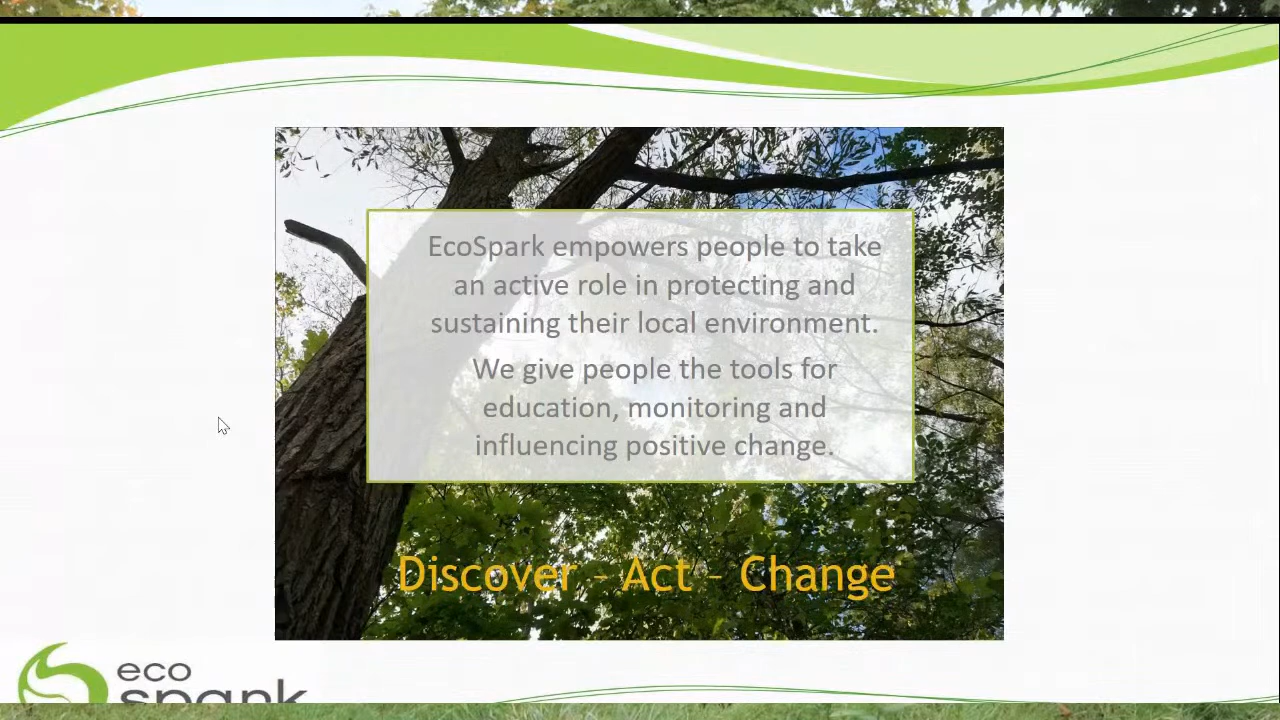 EcoSpark empowers people to take
an active role in protecting and
sustaining their local environment.
We give people the tools for
education, monitoring and
influencing positive change.
Discover - Act - Change
eco
spark